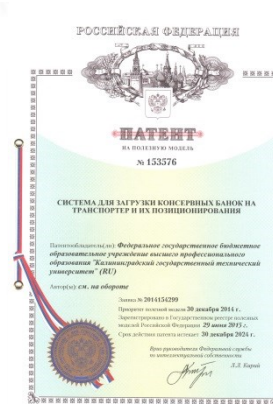 РОССИЙСКАЯ ФЕДЕРАЦИЯ
ПАТЕНТ
НА ПОЛЕЗНУЮ МОДЕЛЬ
№ 153576
СИСТЕМА ДЛЯ ЗАГРУЗКИ КОНСЕРВНЫХ БАНОК НА
ТРАНСПОРТЕР И ИХ ПОЗИЦИОНИРОВАНИЯ
Патентообладатель(ли): Федеральное государственное бюджетное
образовательное учреждение высшего профессионального
образования "Калининградский государственный технический
университет" (RU)
Автор(ы): см. на обороте
Заявка № 2014154299
Приоритет полезной модели 30 декабря 2014 г.
Зарегистрировано в Государственном реестре полезных
моделей Российской Федерации 29 июня 2015 г.
Срок действия патента истекает 30 декабря 2024 г.
Врио руководителя Федеральной службы
по интеллектуальной собственности
Л.Л. Кирий